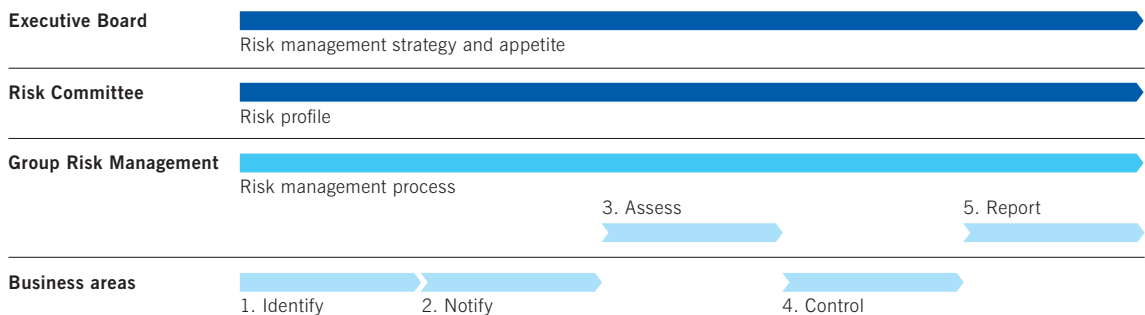 Executive Board
Risk management strategy and appetite
Risk Committee
Risk profile
Group Risk Management
Risk management process
3. Assess
5. Report
Business areas
1. Identify
2. Notify
4. Control